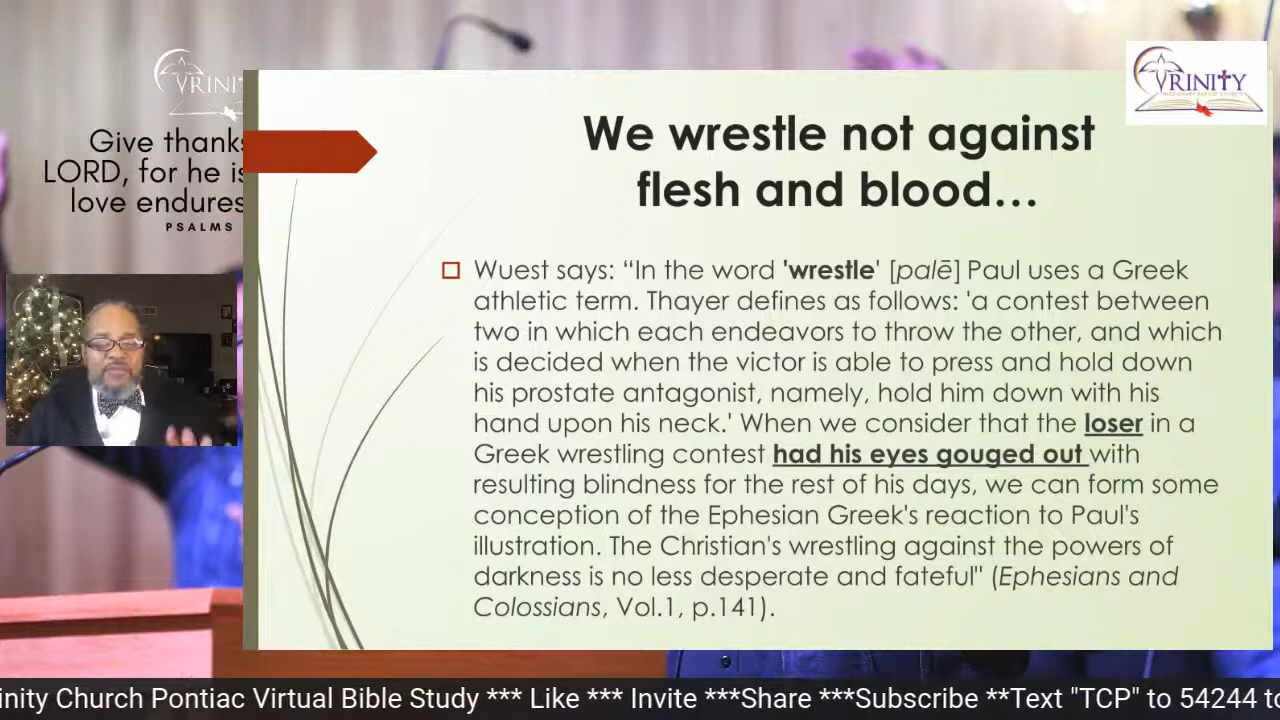 TRINITY
Give thanks
LORD, for he is
love endures
PSALMS
TRINITY
We wrestle not against
flesh and blood…
Wuest says: “In the word 'wrestle' [palē] Paul uses a Greek
athletic term. Thayer defines as follows: 'a contest between
two in which each endeavors to throw the other, and which
is decided when the victor is able to press and hold down
his prostate antagonist, namely, hold him down with his
hand upon his neck.' When we consider that the loser in a
Greek wrestling contest had his eyes gouged out with
resulting blindness for the rest of his days, we can form some
conception of the Ephesian Greek's reaction to Paul's
illustration. The Christian's wrestling against the powers of
darkness is no less desperate and fateful" (Ephesians and
Colossians, Vol.1, p.141).
inity Church Pontiac Virtual Bible Study *** Like *** Invite ***Share ***Subscribe **Text "TCP" to 54244 to